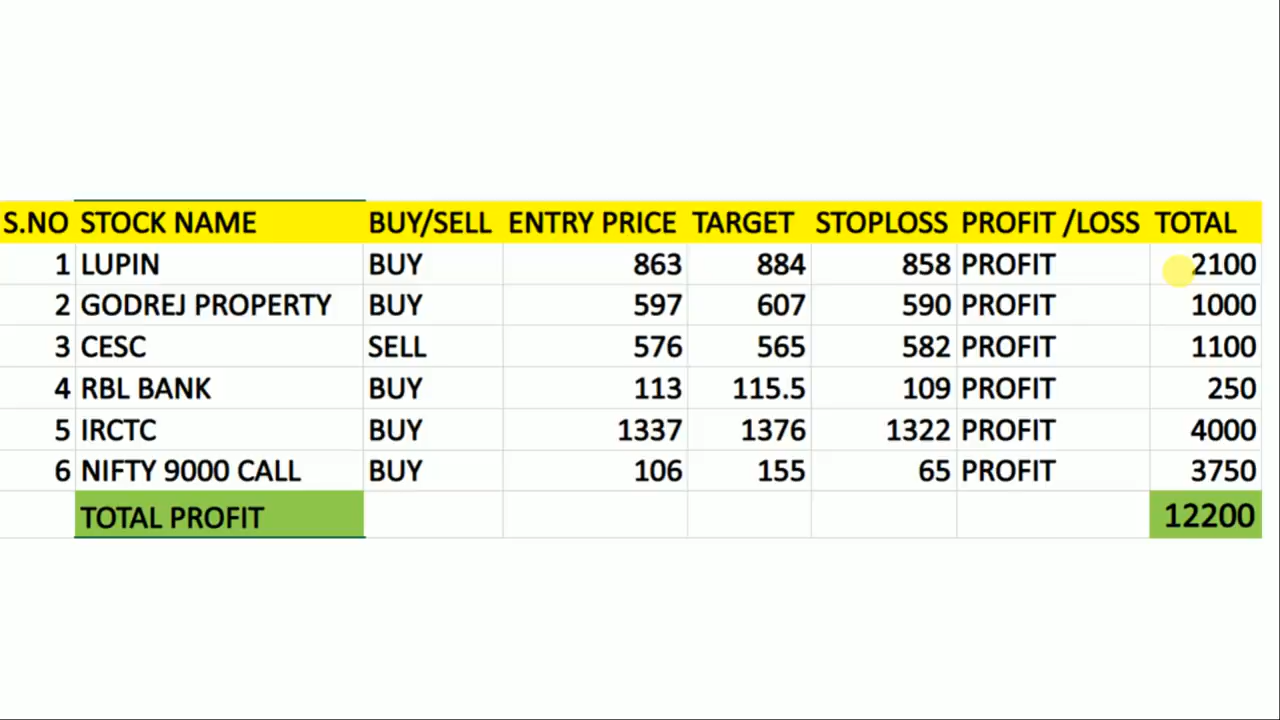 S.NO STOCK NAME BUY/SELL ENTRY PRICE TARGET STOPLOSS PROFIT /LOSS TOTAL
1 LUPIN BUY 863 884 858 PROFIT 2100
2 GODREJ PROPERTY BUY 597 607 590 PROFIT 1000
3 CESC SELL 576 565 582 PROFIT 1100
4 RBL BANK BUY 113 115.5 109 PROFIT 250
5 IRCTC BUY 1337 1376 1322 PROFIT 4000
6 NIFTY 9000 CALL BUY 106 155 65 PROFIT 3750
TOTAL PROFIT 12200